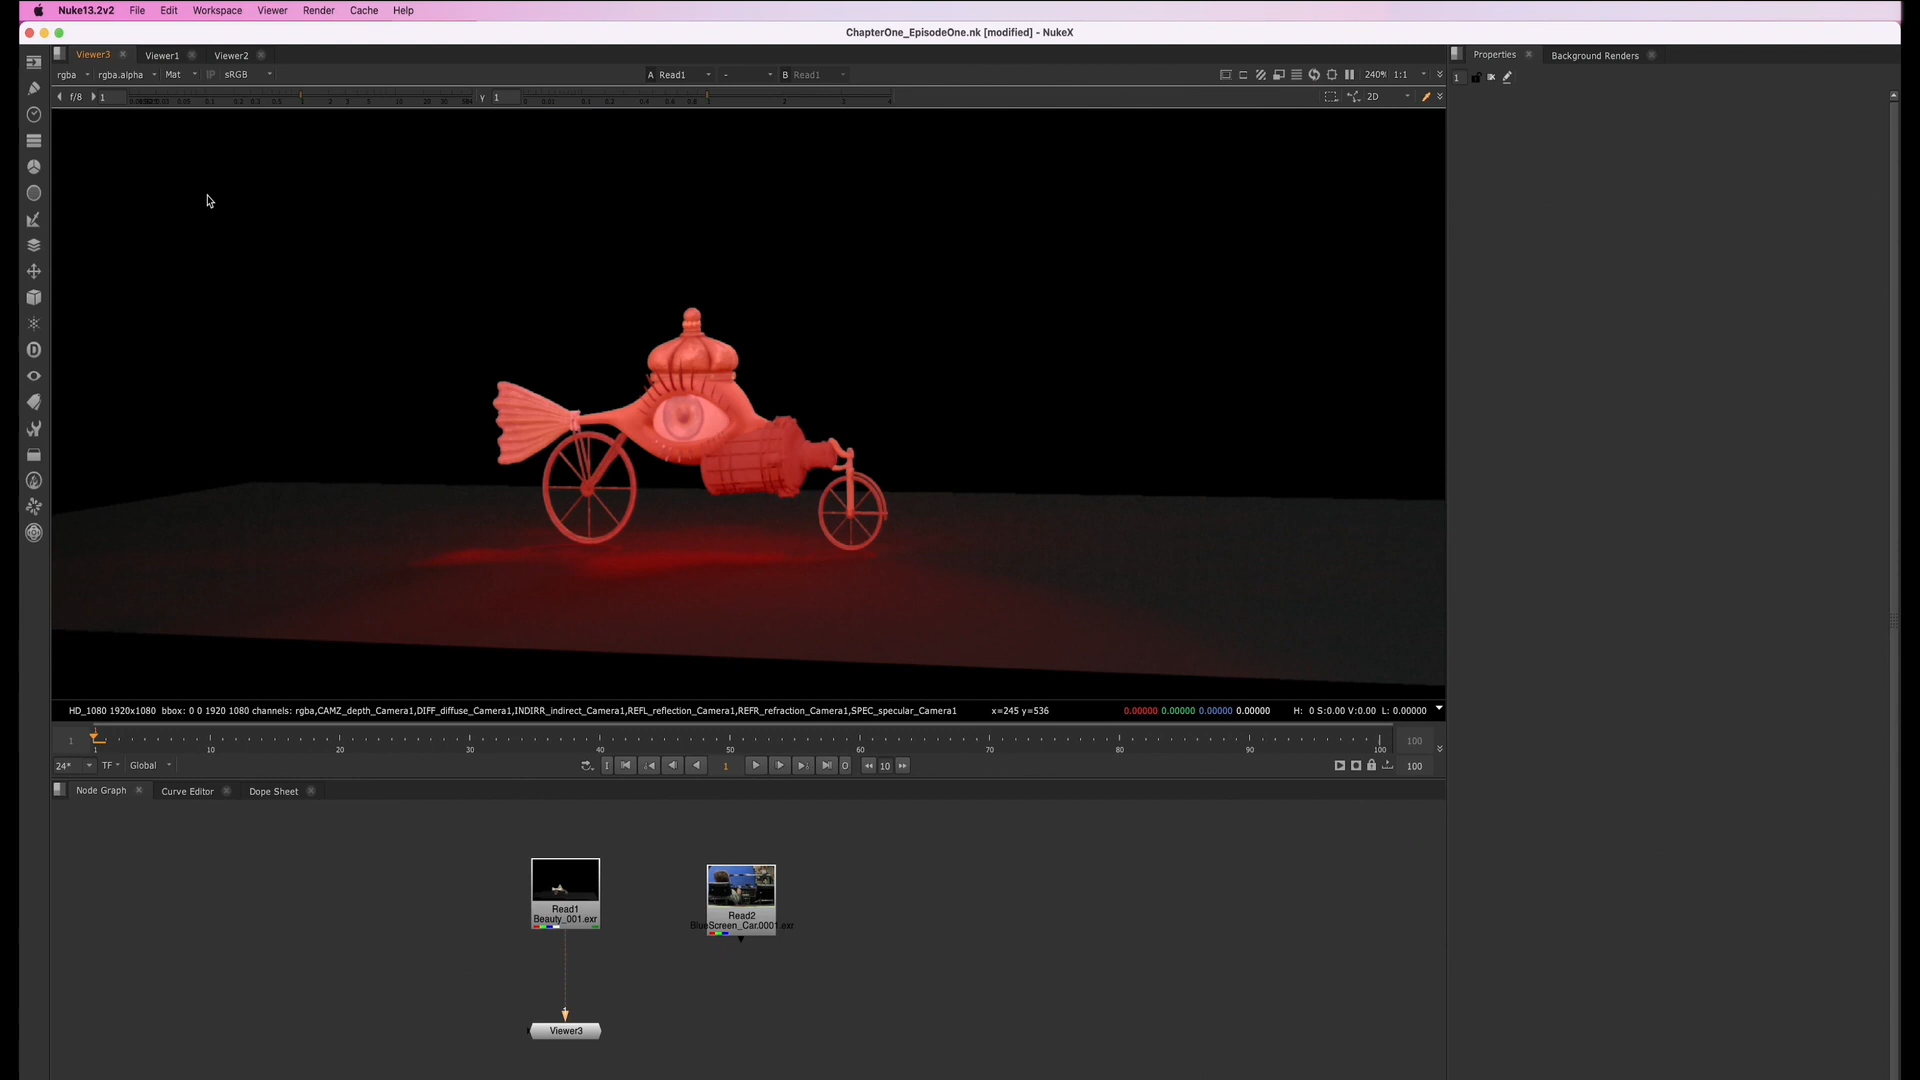 Nuke13.2v2 File Edit Workspace Viewer Render Cache Help
ChapterOne_EpisodeOne.nk [modified] - NukeX
Viewer3 Viewer1 Viewer2
Properties Background Renders
rgba rgba.alpha Mat IP sRGB A Read1 - B Read1 240% 1:1
1
f/8 1 Y 1 2D
HD_1080 1920x1080 bbox: 0 0 1920 1080 channels: rgba,CAMZ_depth_Camera1,DIFF_diffuse_Camera1,INDIRR_indirect_Camera1,REFL_reflection_Camera1,REFR_refraction_Camera1,SPEC_specular_Camera1 x=245 y=536 0.00000 0.00000 0.00000 0.00000 H: 0 S:0.00 V:0.00 L: 0.00000
1 100
1 10 20 30 40 50 60 70 80 90 100
24* TF Global I 1 O 10 100
Node Graph Curve Editor Dope Sheet
Read1
Beauty_001.exr
Read2
BlueScreen_Car.0001.exr
Viewer3